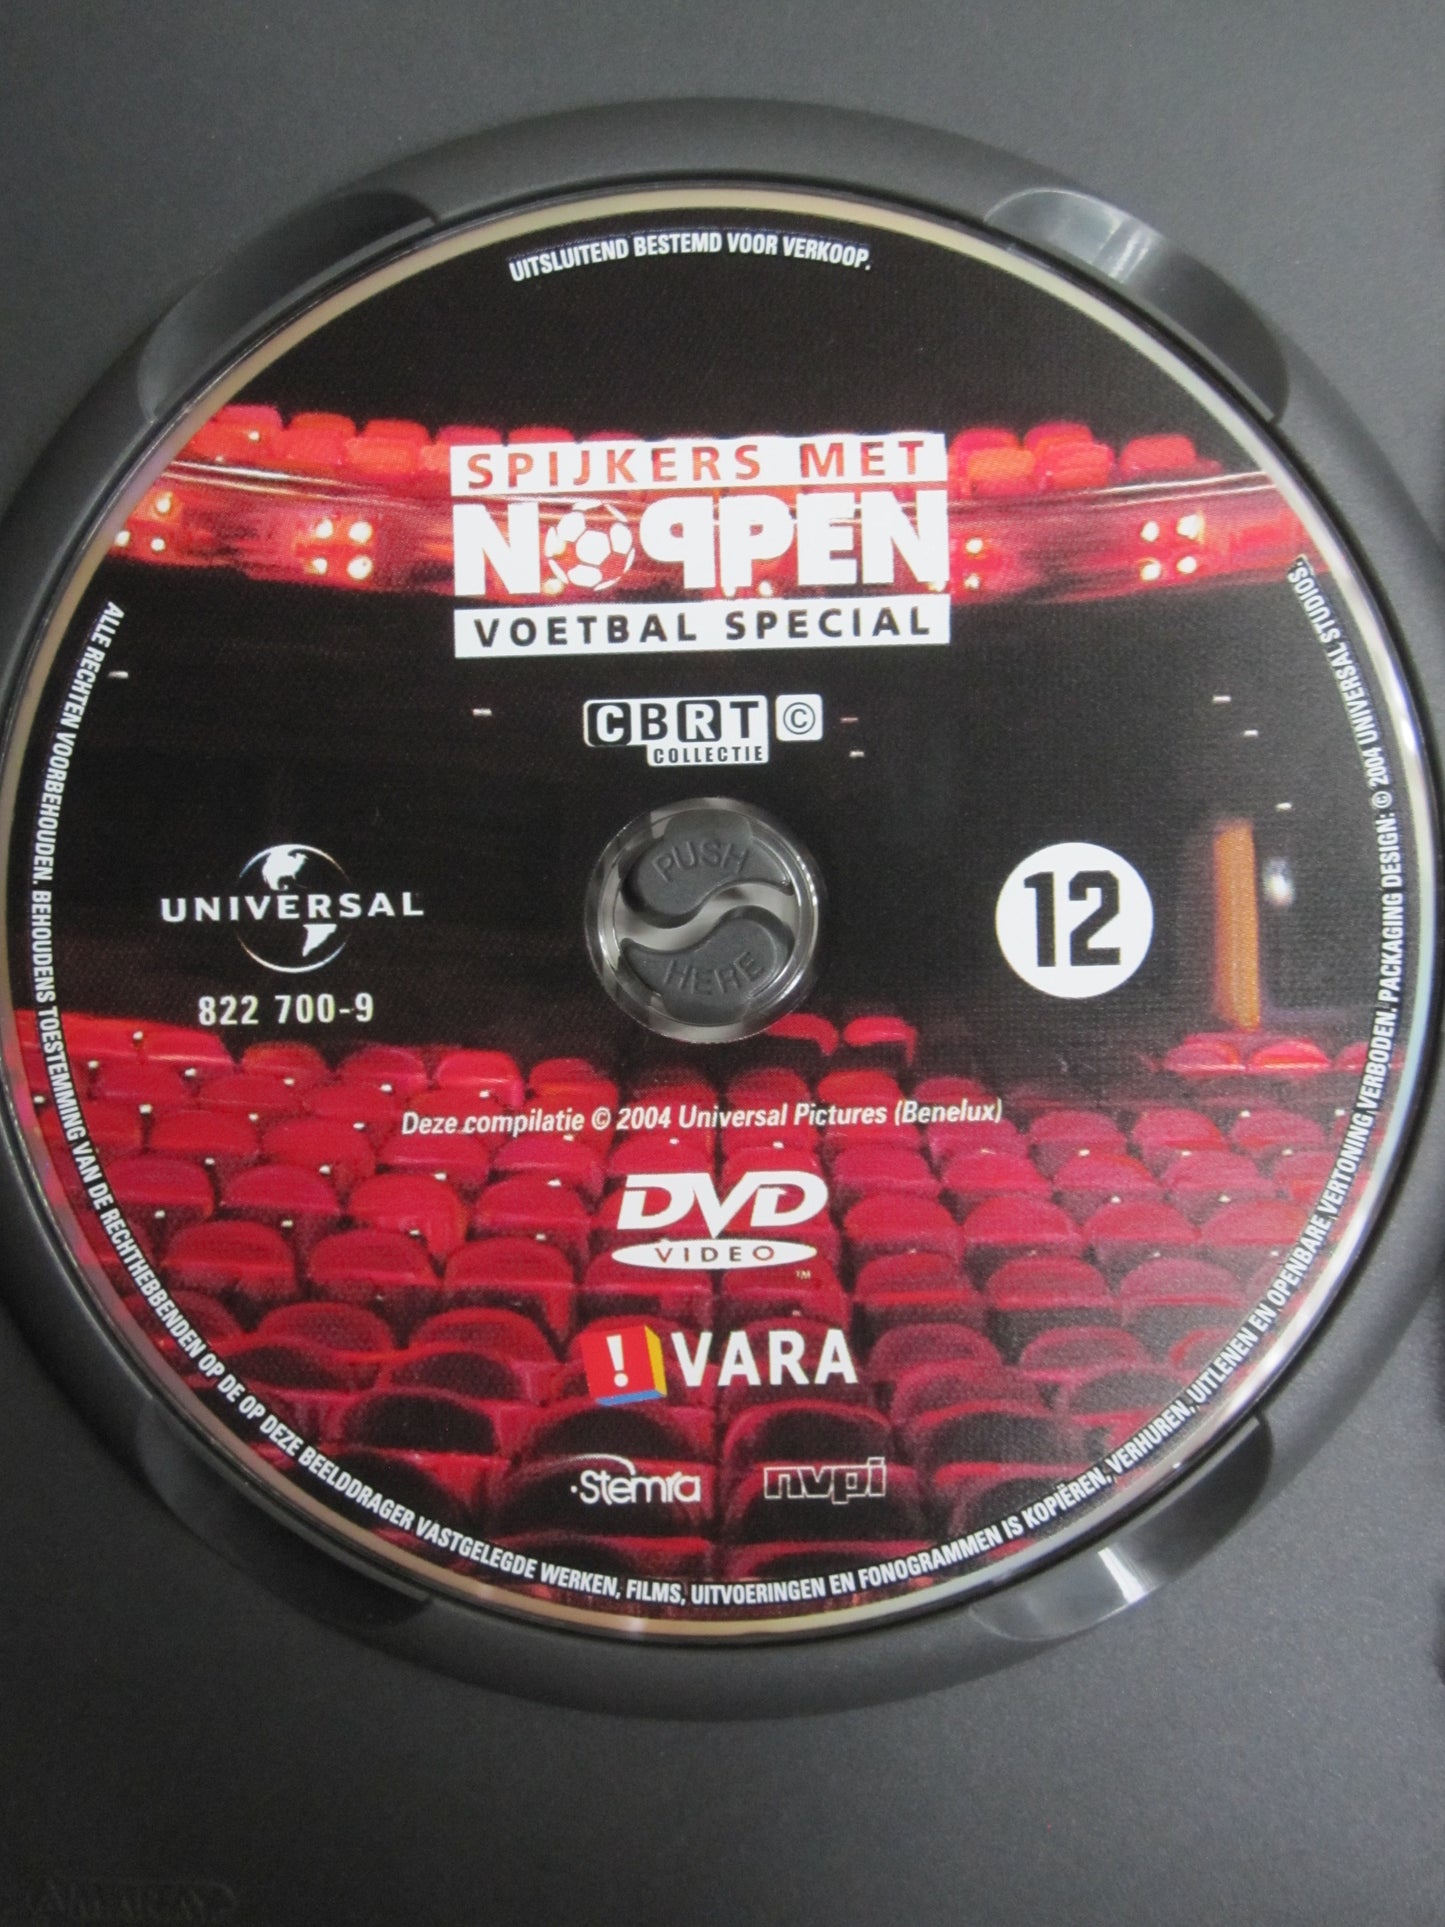 UITSLUITEND BESTEMD VOOR VERKOOP.
SPIJKERS MET
NOPPEN
VOETBAL SPECIAL
CBRT ©
COLLECTIE
PUSH
HERE
UNIVERSAL
822 700-9
12
Deze compilatie © 2004 Universal Pictures (Benelux)
DVD
VIDEO
TM
! VARA
Stemra nvpi
ALLE RECHTEN VOORBEHOUDEN. BEHOUDENS TOESTEMMING VAN DE RECHTHEBBENDEN OP DE OP DEZE BEELDDRAGER VASTGELEGDE WERKEN, FILMS, UITVOERINGEN EN FONOGRAMMEN IS KOPIËREN, VERHUREN, UITLENEN EN OPENBARE VERTONING VERBODEN. PACKAGING DESIGN: © 2004 UNIVERSAL STUDIOS.